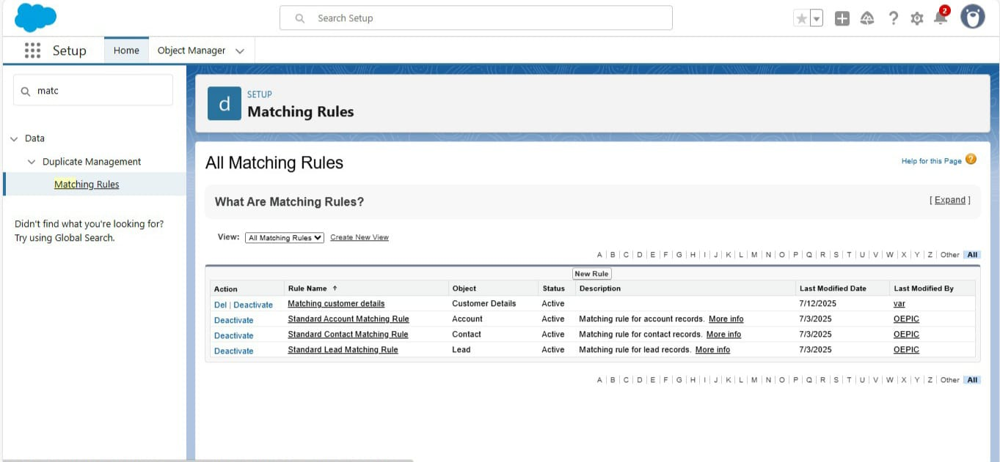 Search Setup
2
Setup Home Object Manager
matc
Data
Duplicate Management
Matching Rules
Didn't find what you're looking for?
Try using Global Search.
d
SETUP
Matching Rules
All Matching Rules
Help for this Page ?
What Are Matching Rules?
[ Expand ]
View: All Matching Rules Create New View
A | B | C | D | E | F | G | H | I | J | K | L | M | N | O | P | Q | R | S | T | U | V | W | X | Y | Z | Other All
New Rule
Action Rule Name ↑ Object Status Description Last Modified Date Last Modified By
Del | Deactivate Matching customer details Customer Details Active 7/12/2025 var
Deactivate Standard Account Matching Rule Account Active Matching rule for account records. More info 7/3/2025 OEPIC
Deactivate Standard Contact Matching Rule Contact Active Matching rule for contact records. More info 7/3/2025 OEPIC
Deactivate Standard Lead Matching Rule Lead Active Matching rule for lead records. More info 7/3/2025 OEPIC
A | B | C | D | E | F | G | H | I | J | K | L | M | N | O | P | Q | R | S | T | U | V | W | X | Y | Z | Other All